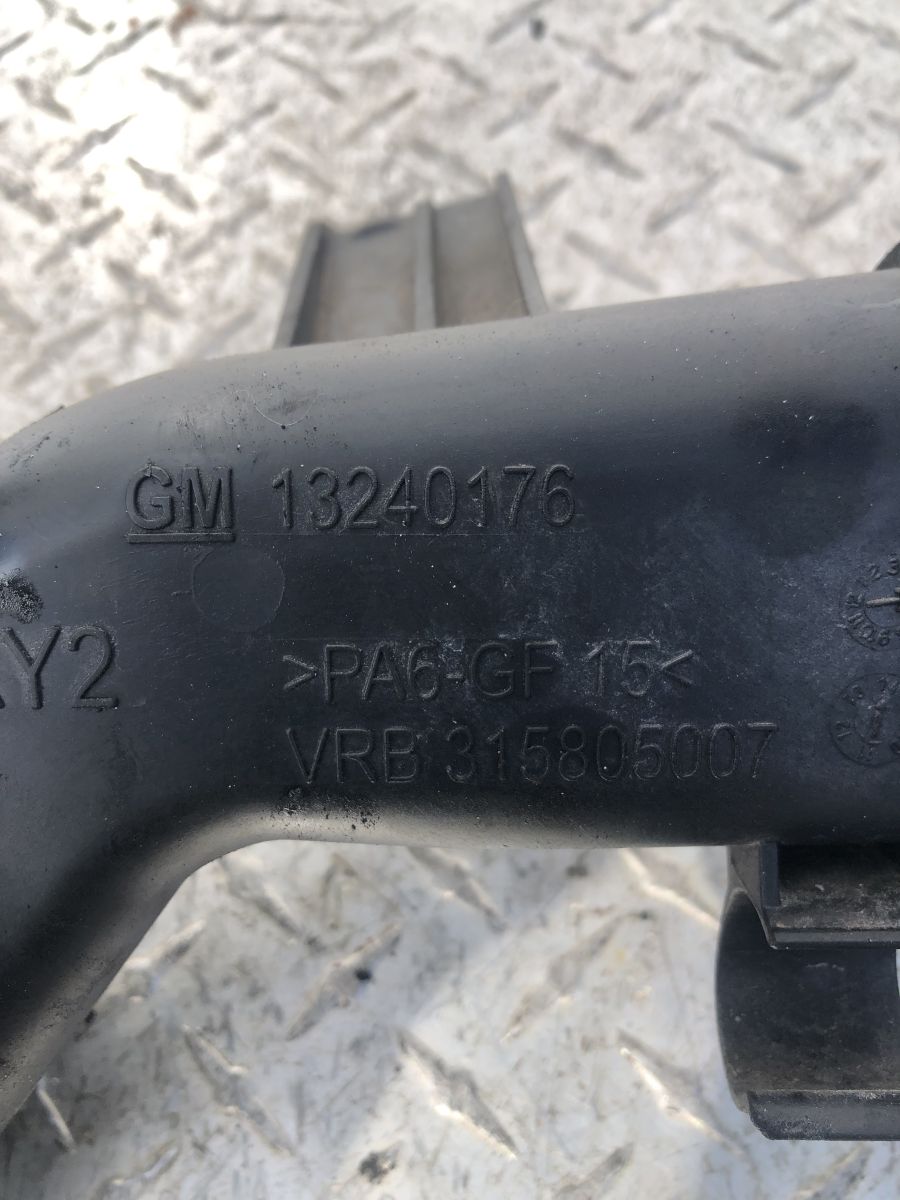 GM 13240176
>PA6-GF 15<
Y2
VRB 315805007